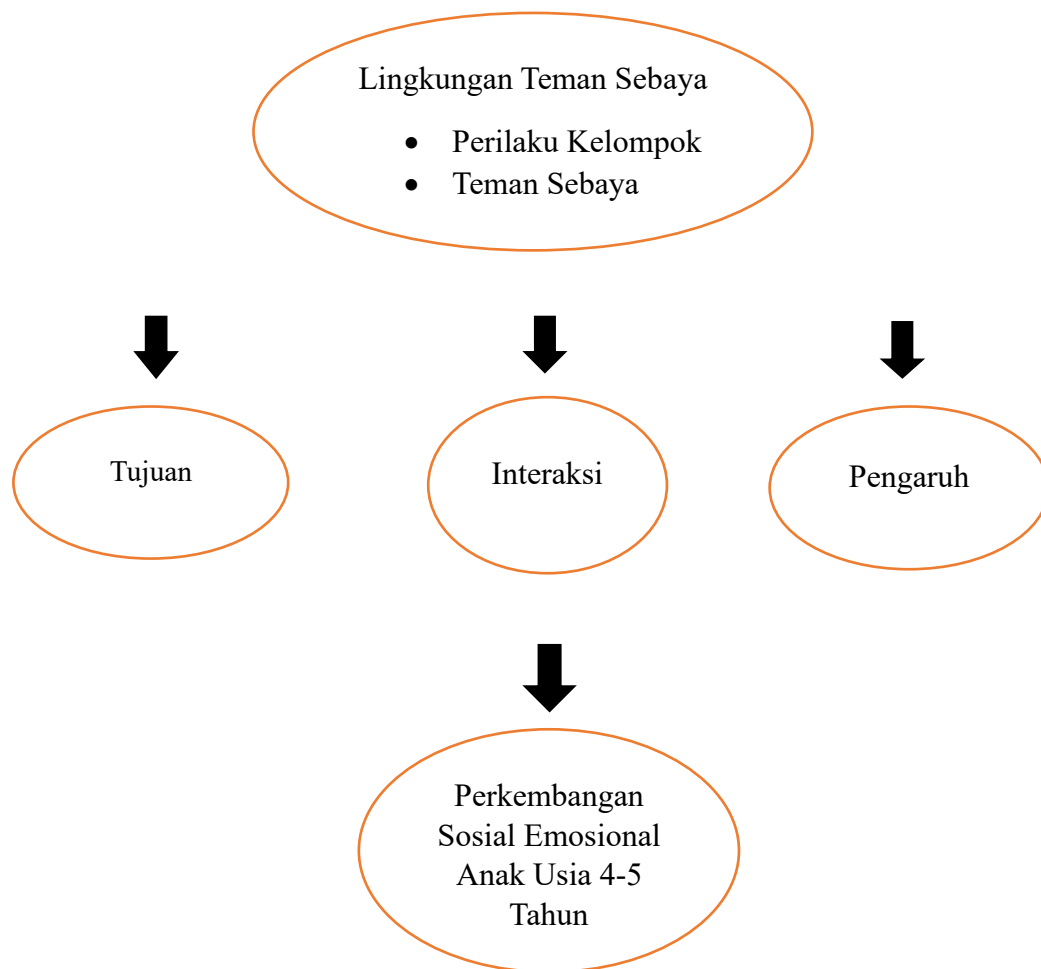 Lingkungan Teman Sebaya
• Perilaku Kelompok
• Teman Sebaya
Tujuan
Interaksi
Pengaruh
Perkembangan
Sosial Emosional
Anak Usia 4-5
Tahun